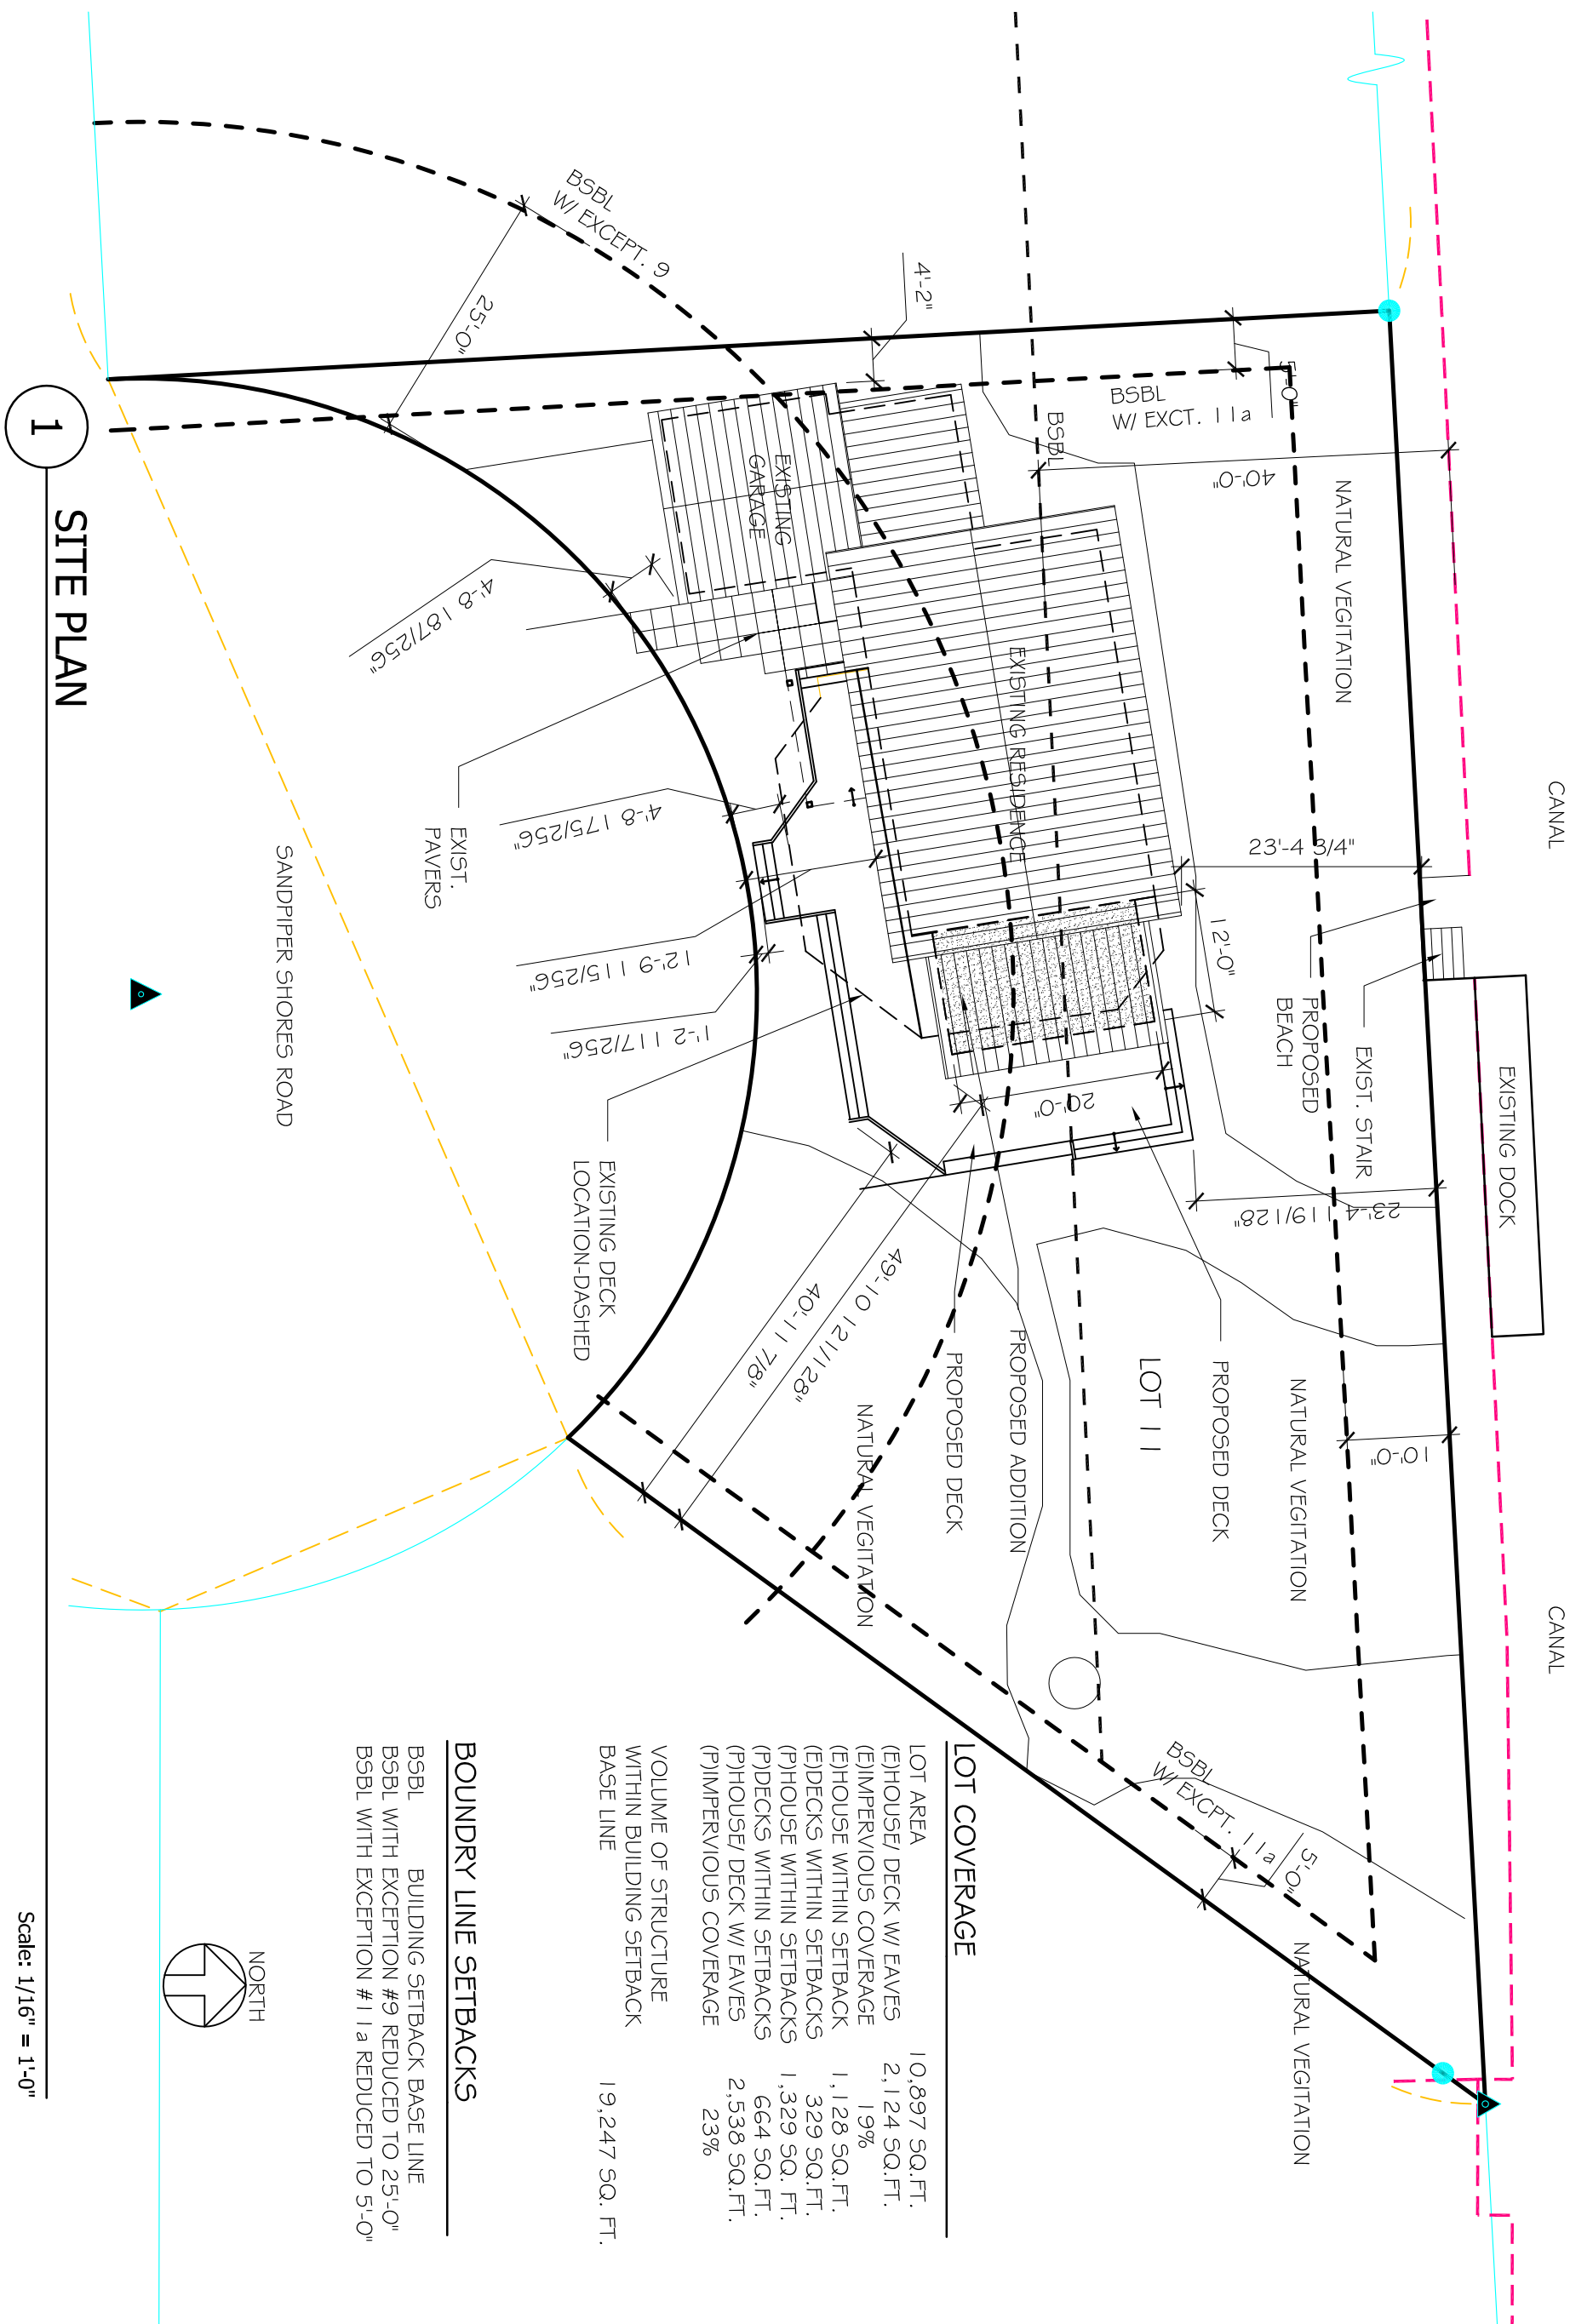 CANAL
CANAL
EXISTING DOCK
EXIST. STAIR
PROPOSED
BEACH
NATURAL VEGITATION
5'-0"
BSBL
W/ EXCT. 11a
40'-0"
BSBL
23'-4 3/4"
12'-0"
23'-4 119/128"
10'-0"
NATURAL VEGITATION
PROPOSED DECK
LOT 11
PROPOSED ADDITION
PROPOSED DECK
NATURAL VEGITATION
NATURAL VEGITATION
BSBL
W/ EXCPT. 11a
5'-0"
4'-2"
BSBL
W/ EXCEPT. 9
25'-0"
EXISTING
GARAGE
EXISTING RESIDENCE
20'-0"
49'-10 121/128"
40'-11 7/8"
4'-8 187/256"
4'-8 175/256"
12'-9 115/256"
1'-2 117/256"
EXIST.
PAVERS
EXISTING DECK
LOCATION-DASHED
SANDPIPER SHORES ROAD
LOT COVERAGE
LOT AREA 10,897 SQ.FT.
(E)HOUSE/ DECK W/ EAVES 2,124 SQ.FT.
(E)IMPERVIOUS COVERAGE 19%
(E)HOUSE WITHIN SETBACK 1,128 SQ.FT.
(E)DECKS WITHIN SETBACKS 329 SQ.FT.
(P)HOUSE WITHIN SETBACKS 1,329 SQ. FT.
(P)DECKS WITHIN SETBACKS 664 SQ.FT.
(P)HOUSE/ DECK W/ EAVES 2,538 SQ.FT.
(P)IMPERVIOUS COVERAGE 23%
VOLUME OF STRUCTURE
WITHIN BUILDING SETBACK
BASE LINE 19,247 SQ. FT.
BOUNDRY LINE SETBACKS
BSBL BUILDING SETBACK BASE LINE
BSBL WITH EXCEPTION #9 REDUCED TO 25'-0"
BSBL WITH EXCEPTION #11a REDUCED TO 5'-0"
NORTH
1
SITE PLAN
Scale: 1/16" = 1'-0"